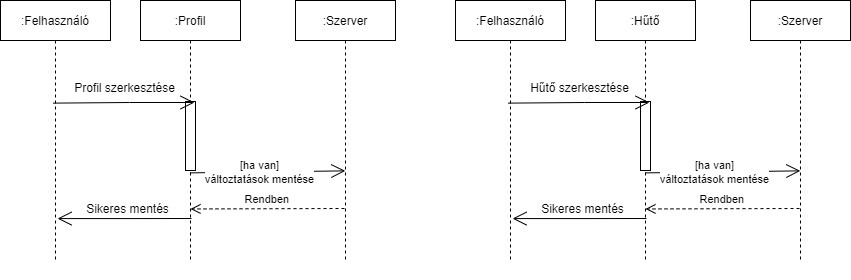 :Felhasználó
:Profil
:Szerver
Profil szerkesztése
[ha van]
változtatások mentése
Rendben
Sikeres mentés
:Felhasználó
:Hűtő
:Szerver
Hűtő szerkesztése
[ha van]
változtatások mentése
Rendben
Sikeres mentés